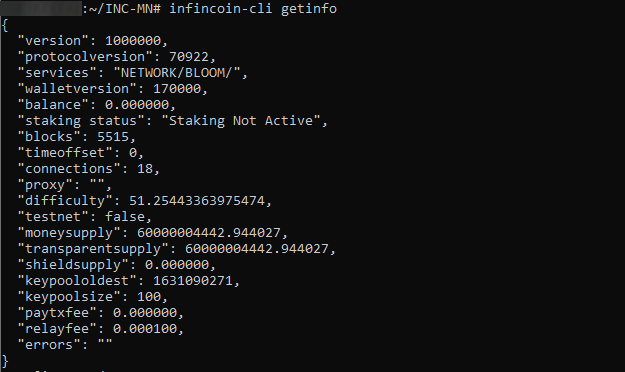 :~/INC-MN# infincoin-cli getinfo
{
"version": 1000000,
"protocolversion": 70922,
"services": "NETWORK/BLOOM/",
"walletversion": 170000,
"balance": 0.000000,
"staking status": "Staking Not Active",
"blocks": 5515,
"timeoffset": 0,
"connections": 18,
"proxy": "",
"difficulty": 51.25443363975474,
"testnet": false,
"moneysupply": 60000004442.944027,
"transparentsupply": 60000004442.944027,
"shieldsupply": 0.000000,
"keypoololdest": 1631090271,
"keypoolsize": 100,
"paytxfee": 0.000000,
"relayfee": 0.000100,
"errors": ""
}